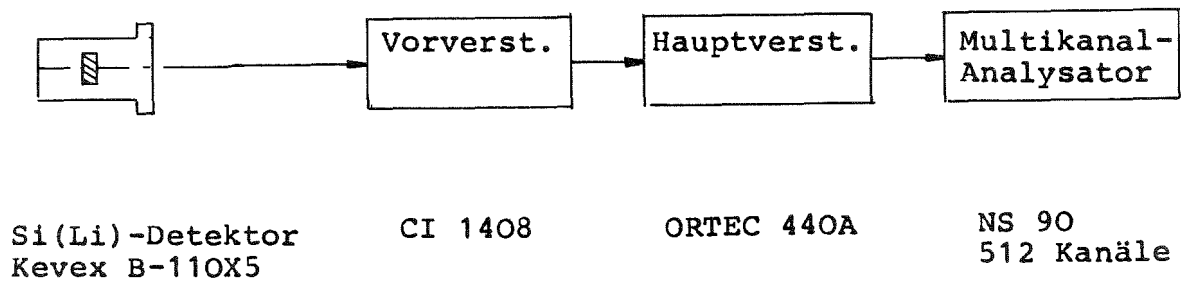 Vorverst.
Hauptverst.
Multikanal-
Analysator
Si(Li)-Detektor
Kevex B-110X5
CI 1408
ORTEC 440A
NS 90
512 Kanäle